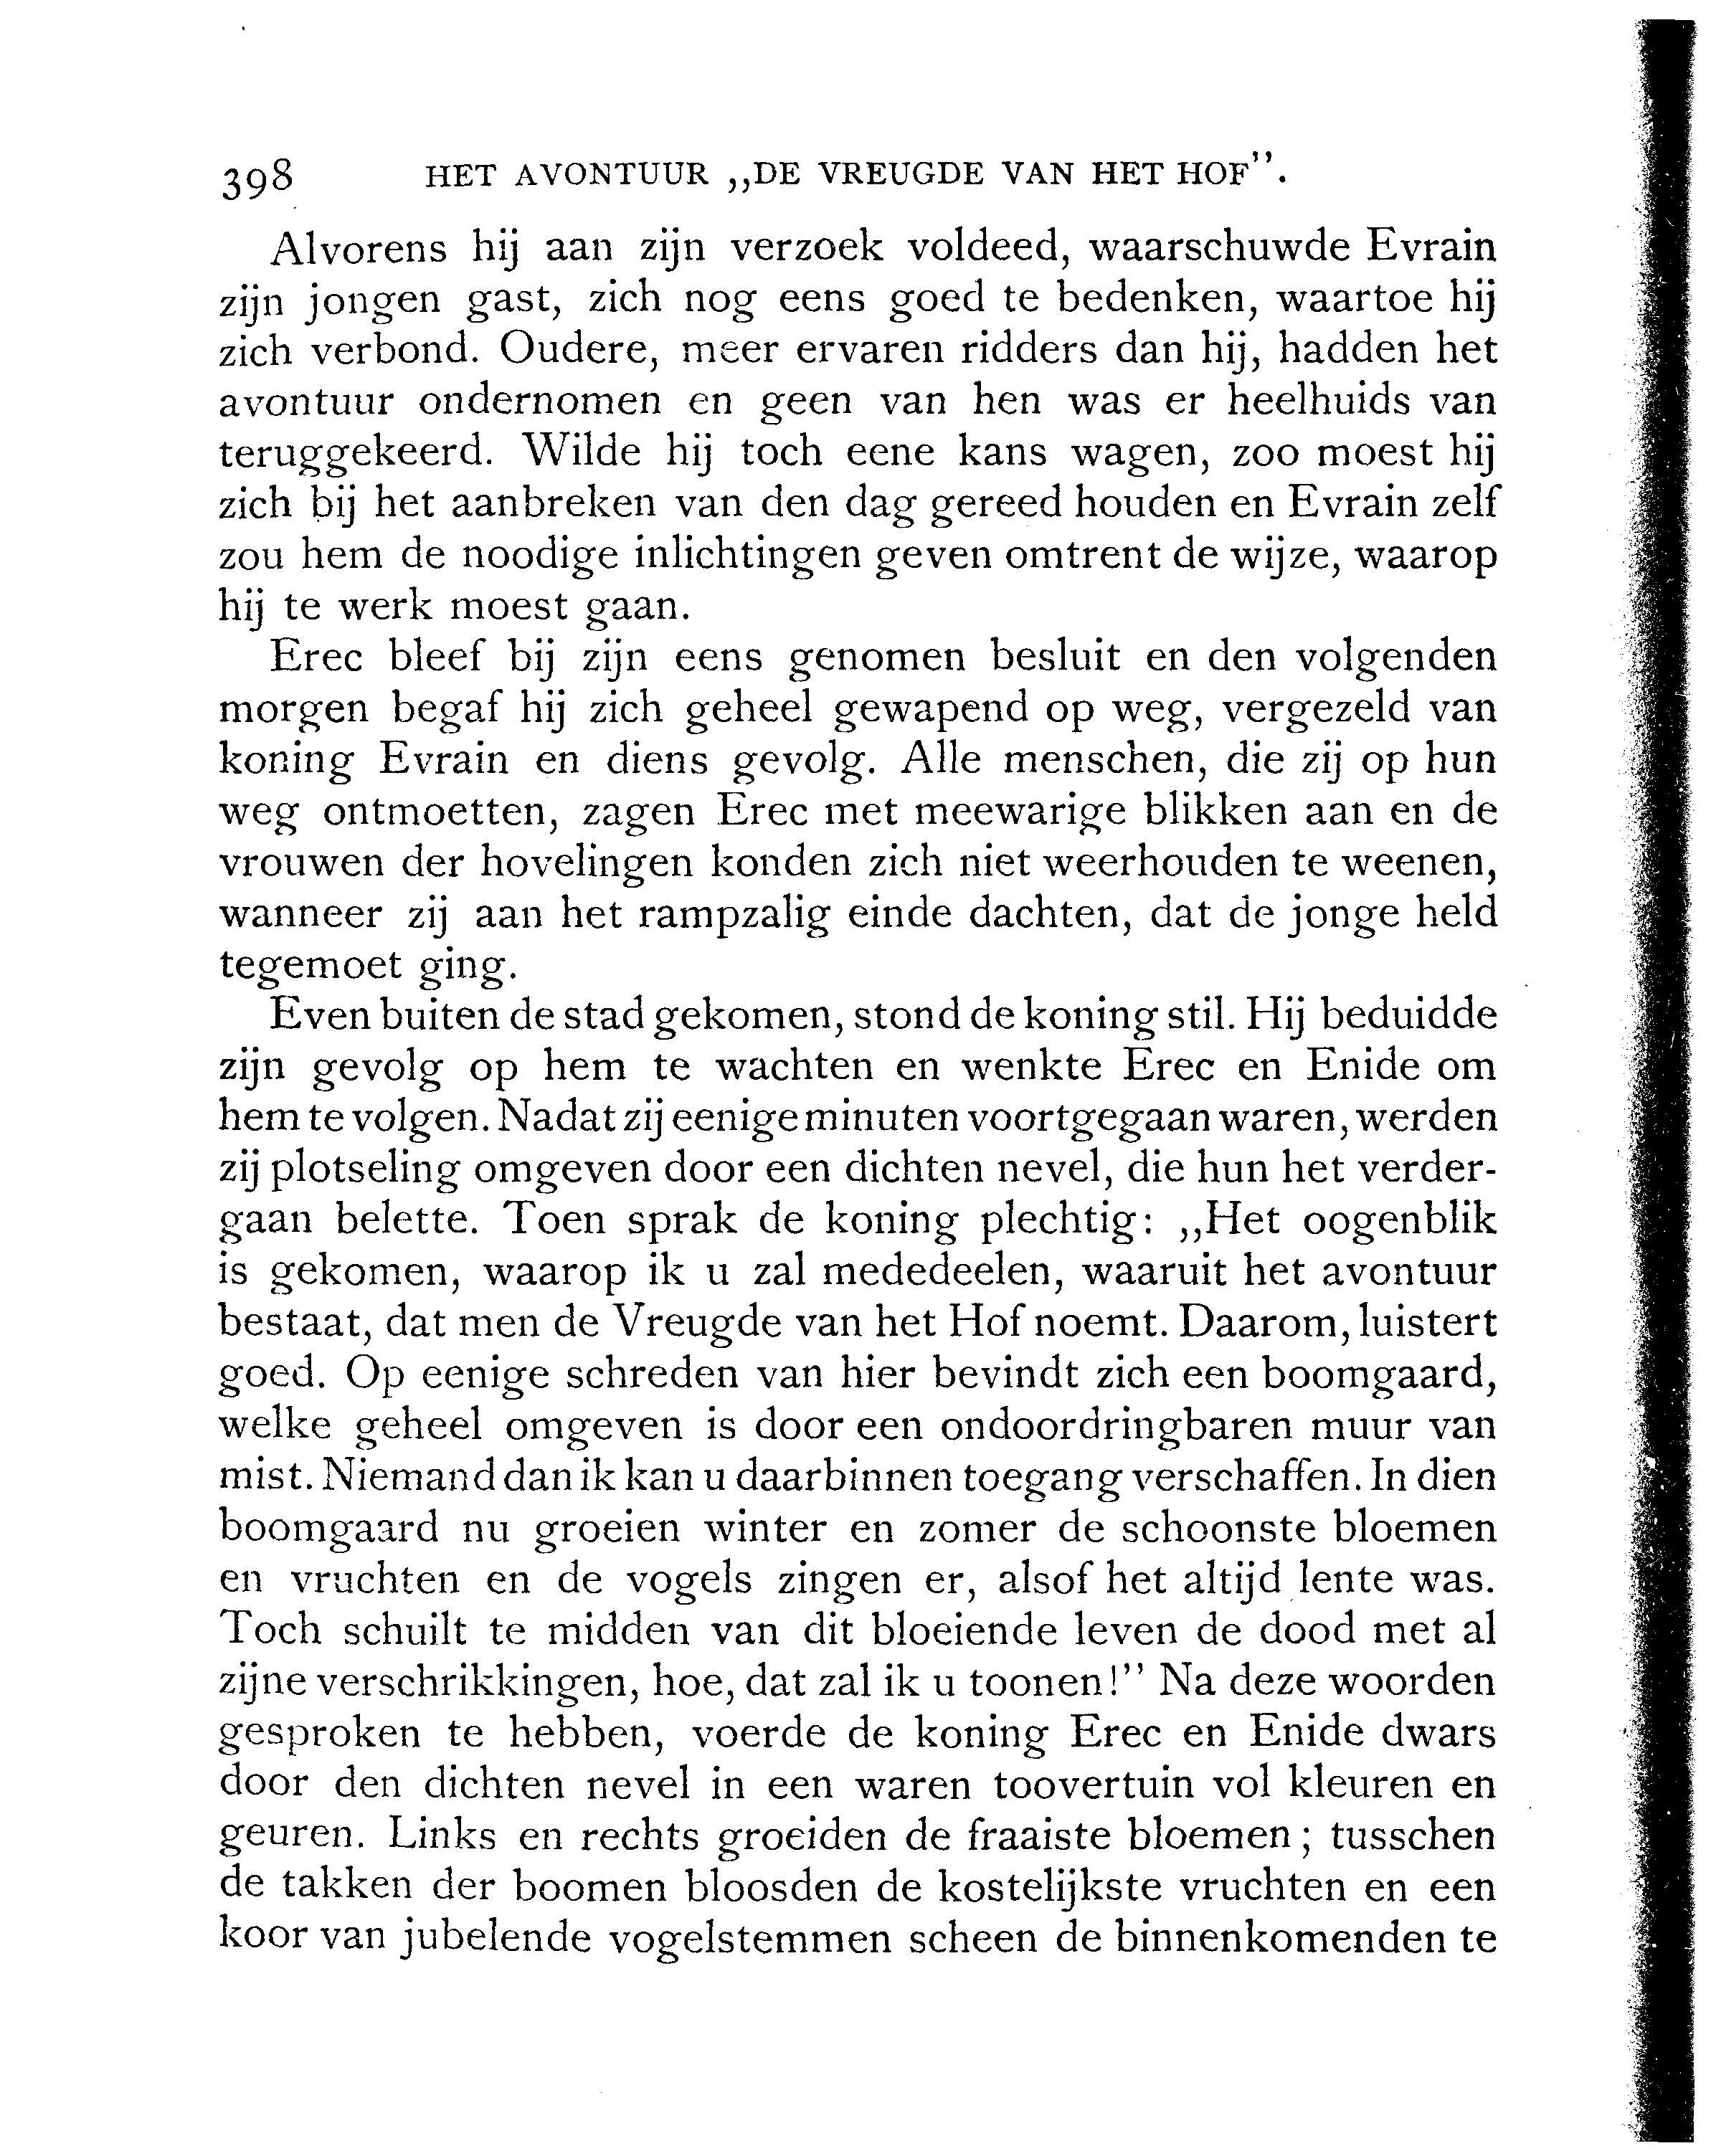 398 HET AVONTUUR „DE VREUGDE VAN HET HOF”.
Alvorens hij aan zijn verzoek voldeed, waarschuwde Evrain
zijn jongen gast, zich nog eens goed te bedenken, waartoe hij
zich verbond. Oudere, meer ervaren ridders dan hij, hadden het
avontuur ondernomen en geen van hen was er heelhuids van
teruggekeerd. Wilde hij toch eene kans wagen, zoo moest hij
zich bij het aanbreken van den dag gereed houden en Evrain zelf
zou hem de noodige inlichtingen geven omtrent de wijze, waarop
hij te werk moest gaan.
Erec bleef bij zijn eens genomen besluit en den volgenden
morgen begaf hij zich geheel gewapend op weg, vergezeld van
koning Evrain en diens gevolg. Alle menschen, die zij op hun
weg ontmoetten, zagen Erec met meewarige blikken aan en de
vrouwen der hovelingen konden zich niet weerhouden te weenen,
wanneer zij aan het rampzalig einde dachten, dat de jonge held
tegemoet ging.
Even buiten de stad gekomen, stond de koning stil. Hij beduidde
zijn gevolg op hem te wachten en wenkte Erec en Enide om
hem te volgen. Nadat zij eenige minuten voortgegaan waren, werden
zij plotseling omgeven door een dichten nevel, die hun het verder-
gaan belette. Toen sprak de koning plechtig: „Het oogenblik
is gekomen, waarop ik u zal mededeelen, waaruit het avontuur
bestaat, dat men de Vreugde van het Hof noemt. Daarom, luistert
goed. Op eenige schreden van hier bevindt zich een boomgaard,
welke geheel omgeven is door een ondoordringbaren muur van
mist. Niemand dan ik kan u daarbinnen toegang verschaffen. In dien
boomgaard nu groeien winter en zomer de schoonste bloemen
en vruchten en de vogels zingen er, alsof het altijd lente was.
Toch schuilt te midden van dit bloeiende leven de dood met al
zijne verschrikkingen, hoe, dat zal ik u toonen!” Na deze woorden
gesproken te hebben, voerde de koning Erec en Enide dwars
door den dichten nevel in een waren toovertuin vol kleuren en
geuren. Links en rechts groeiden de fraaiste bloemen; tusschen
de takken der boomen bloosden de kostelijkste vruchten en een
koor van jubelende vogelstemmen scheen de binnenkomenden te